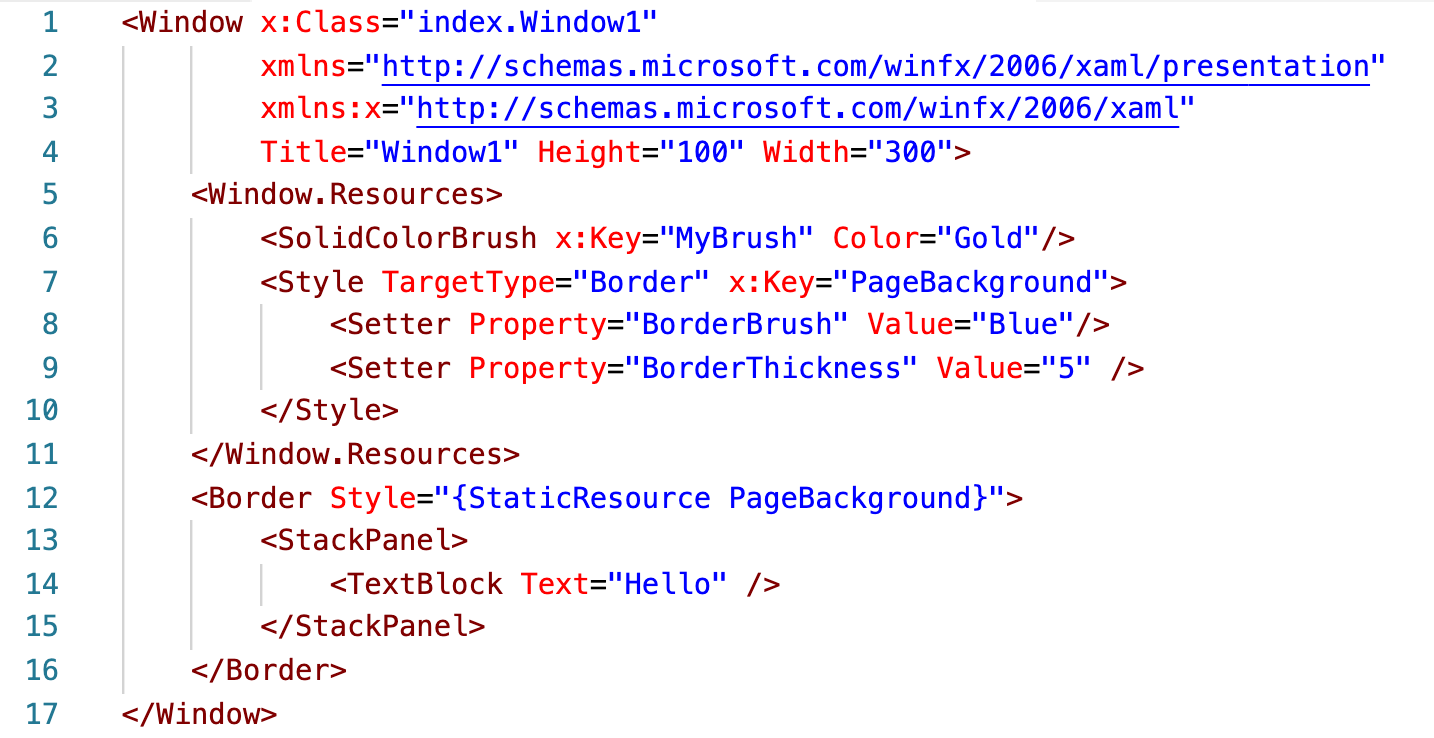 1 <Window x:Class="index.Window1"
2 xmlns="http://schemas.microsoft.com/winfx/2006/xaml/presentation"
3 xmlns:x="http://schemas.microsoft.com/winfx/2006/xaml"
4 Title="Window1" Height="100" Width="300">
5 <Window.Resources>
6 <SolidColorBrush x:Key="MyBrush" Color="Gold"/>
7 <Style TargetType="Border" x:Key="PageBackground">
8 <Setter Property="BorderBrush" Value="Blue"/>
9 <Setter Property="BorderThickness" Value="5" />
10 </Style>
11 </Window.Resources>
12 <Border Style="{StaticResource PageBackground}">
13 <StackPanel>
14 <TextBlock Text="Hello" />
15 </StackPanel>
16 </Border>
17 </Window>